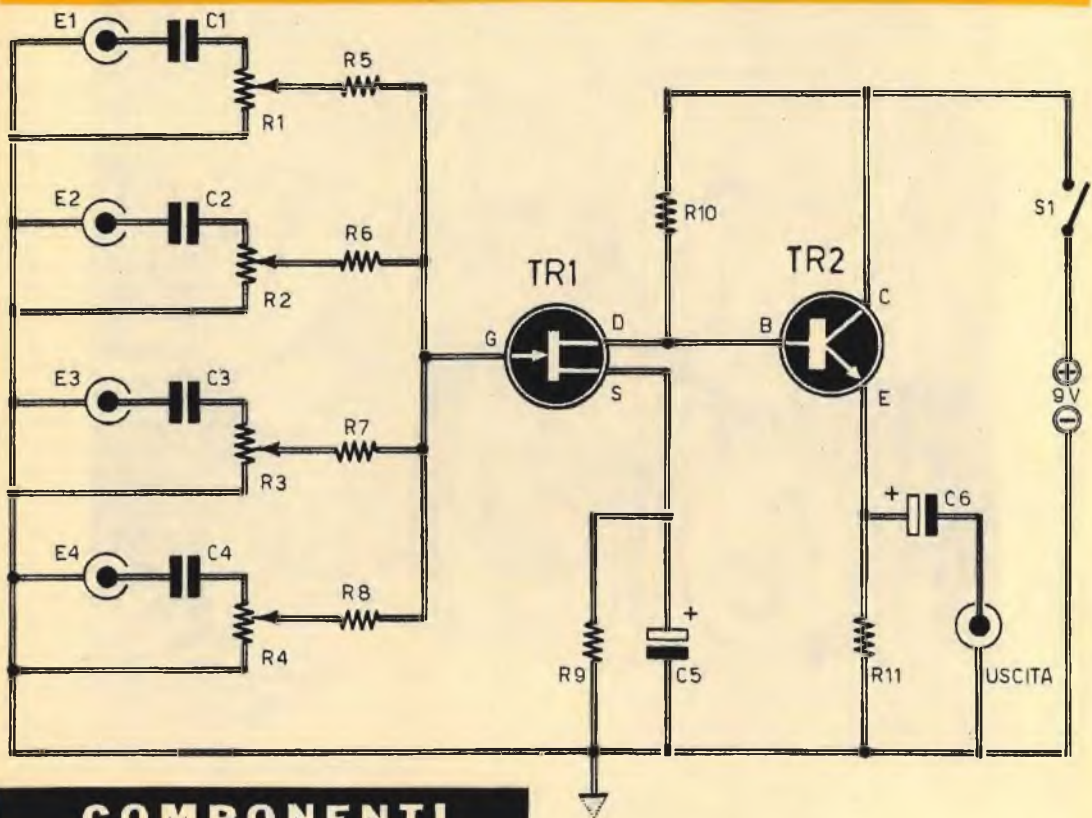 E1
C1
R5
R1
E2
C2
R6
R2
R10
S1
TR1
TR2
C
G
D
B
S
E
+
9V
−
E3
C3
R7
R3
+
C6
E4
C4
R8
R4
+
R9
C5
R11
USCITA
COMPONENTI